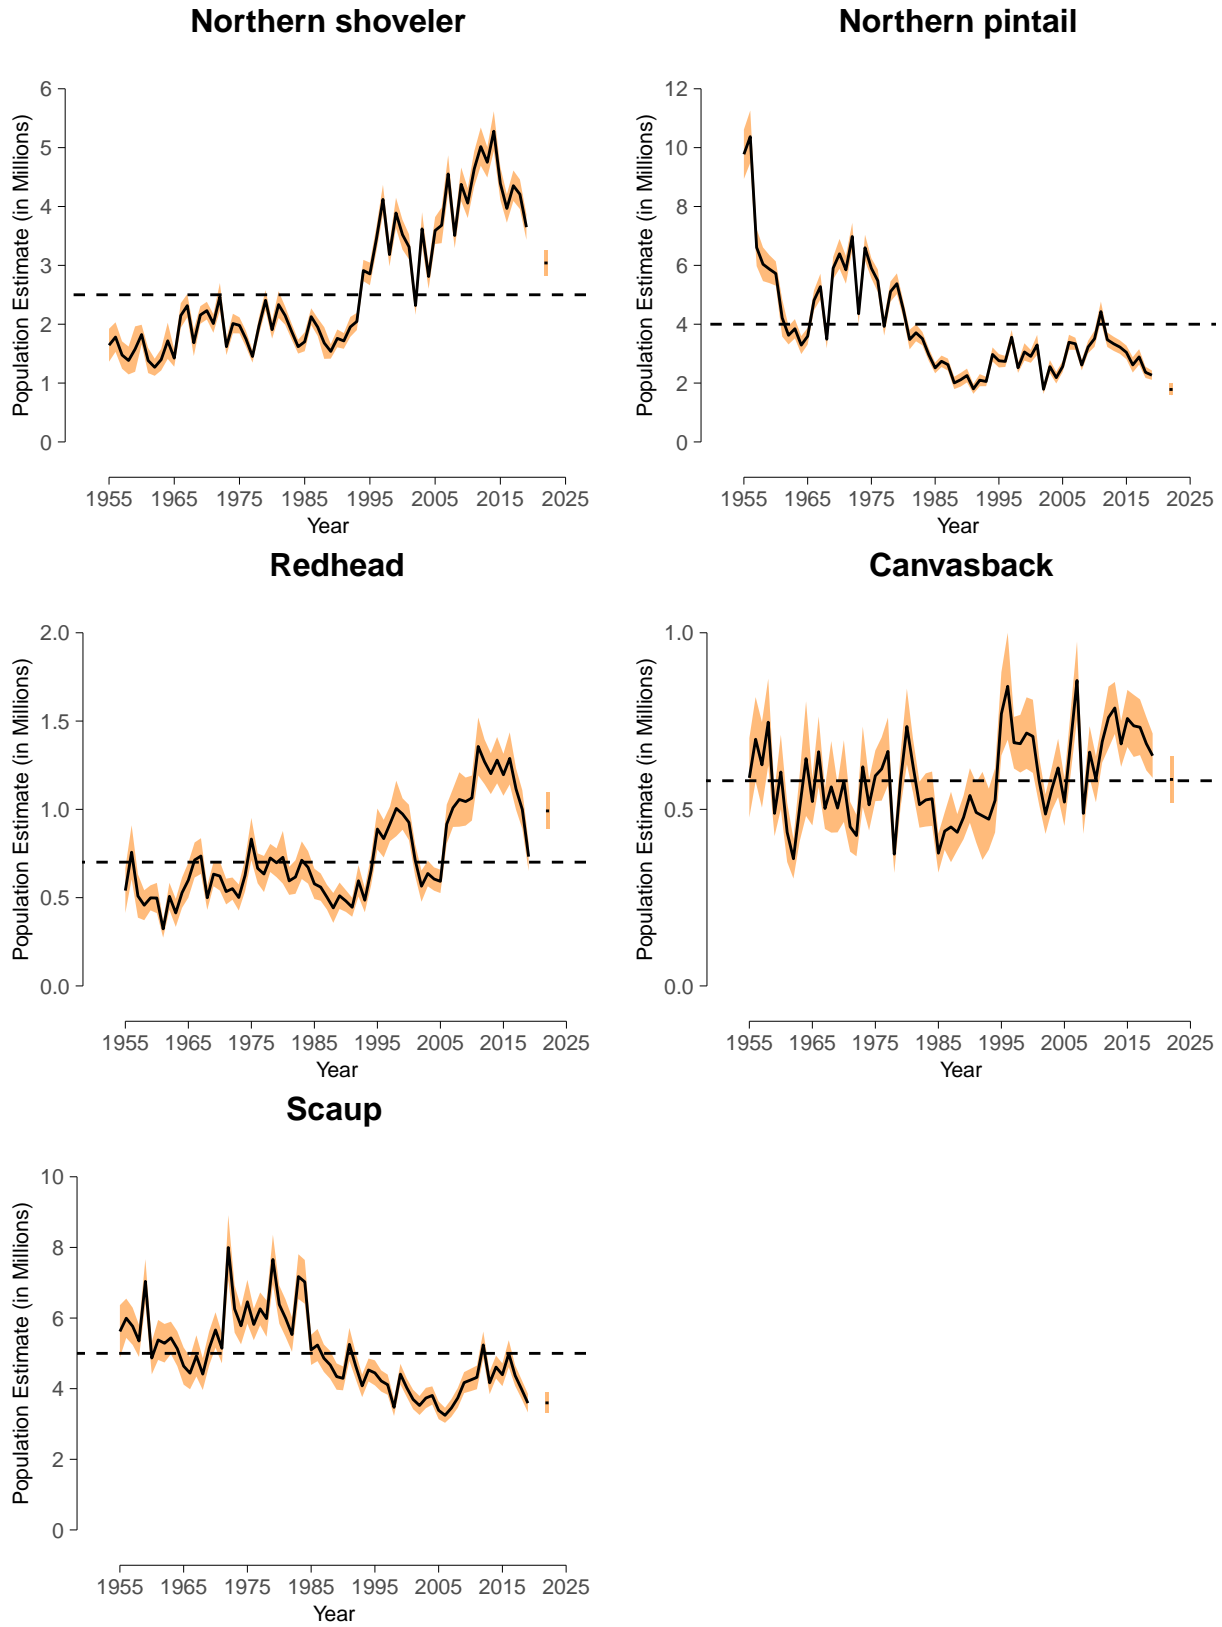 Northern shoveler
Population Estimate (in Millions)
6
5
4
3
2
1
0
1955 1965 1975 1985 1995 2005 2015 2025
Year
Northern pintail
Population Estimate (in Millions)
12
10
8
6
4
2
0
1955 1965 1975 1985 1995 2005 2015 2025
Year
Redhead
Population Estimate (in Millions)
2.0
1.5
1.0
0.5
0.0
1955 1965 1975 1985 1995 2005 2015 2025
Year
Canvasback
Population Estimate (in Millions)
1.0
0.5
0.0
1955 1965 1975 1985 1995 2005 2015 2025
Year
Scaup
Population Estimate (in Millions)
10
8
6
4
2
0
1955 1965 1975 1985 1995 2005 2015 2025
Year